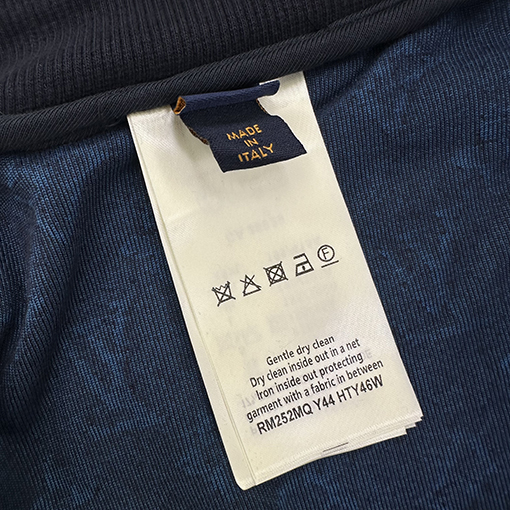 MADE
IN
ITALY
F
Gentle dry clean
Dry clean inside out in a net
Iron inside out protecting
garment with a fabric in between
RM252MQ Y44 HTY46W